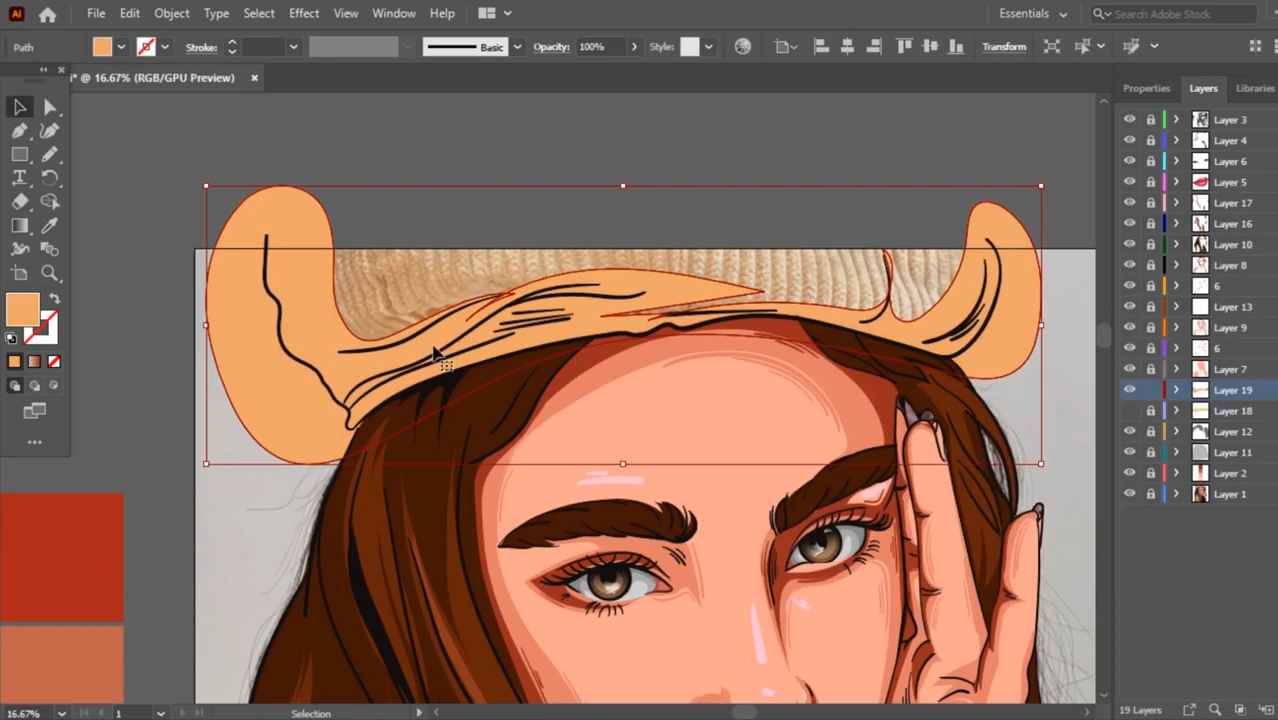 Ai File Edit Object Type Select Effect View Window Help Essentials Search Adobe Stock
Path Stroke: Basic Opacity: 100% Style: Transform
i* @ 16.67% (RGB/GPU Preview) ×
Properties Layers Libraries
Layer 3
Layer 4
Layer 6
Layer 5
Layer 17
Layer 16
Layer 10
Layer 8
6
Layer 13
Layer 9
6
Layer 7
Layer 19
Layer 18
Layer 12
Layer 11
Layer 2
Layer 1
16.67% 1 Selection 19 Layers